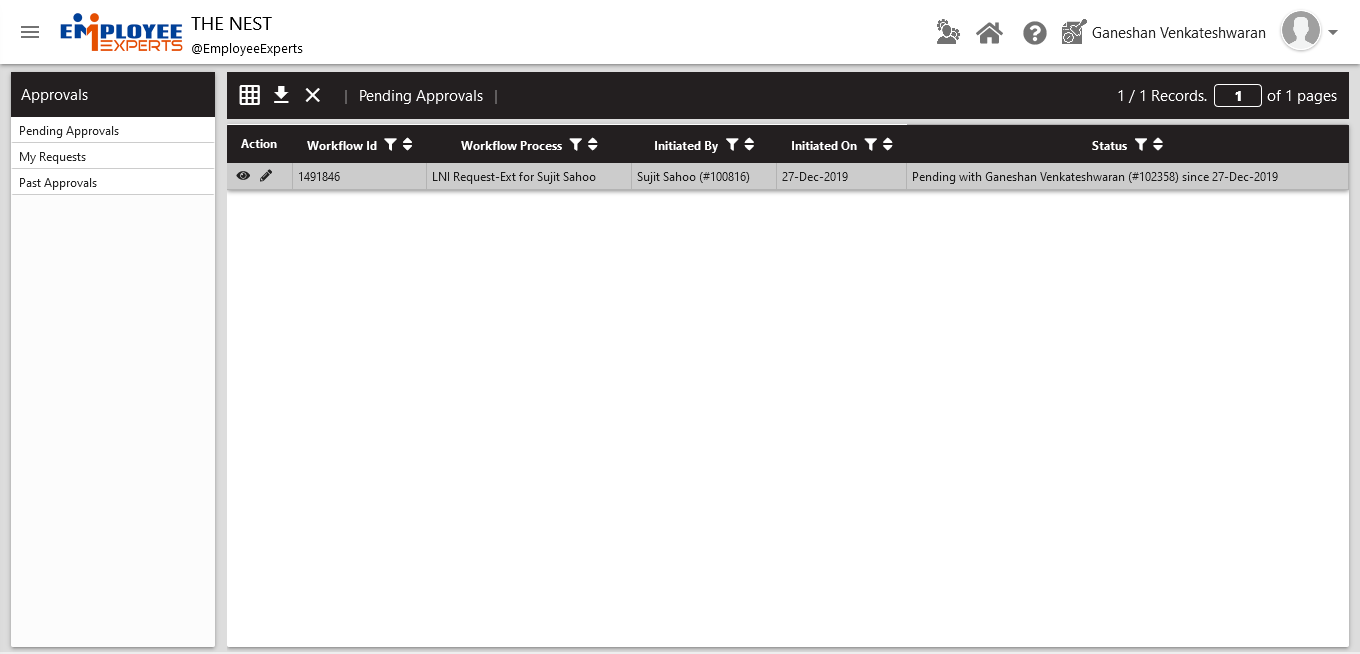 EMPLOYEE
EXPERTS
THE NEST
@EmployeeExperts
Ganeshan Venkateshwaran
Approvals
Pending Approvals
My Requests
Past Approvals
| Pending Approvals |
1 / 1 Records. 1 of 1 pages
Action Workflow Id Workflow Process Initiated By Initiated On Status
1491846 LNI Request-Ext for Sujit Sahoo Sujit Sahoo (#100816) 27-Dec-2019 Pending with Ganeshan Venkateshwaran (#102358) since 27-Dec-2019